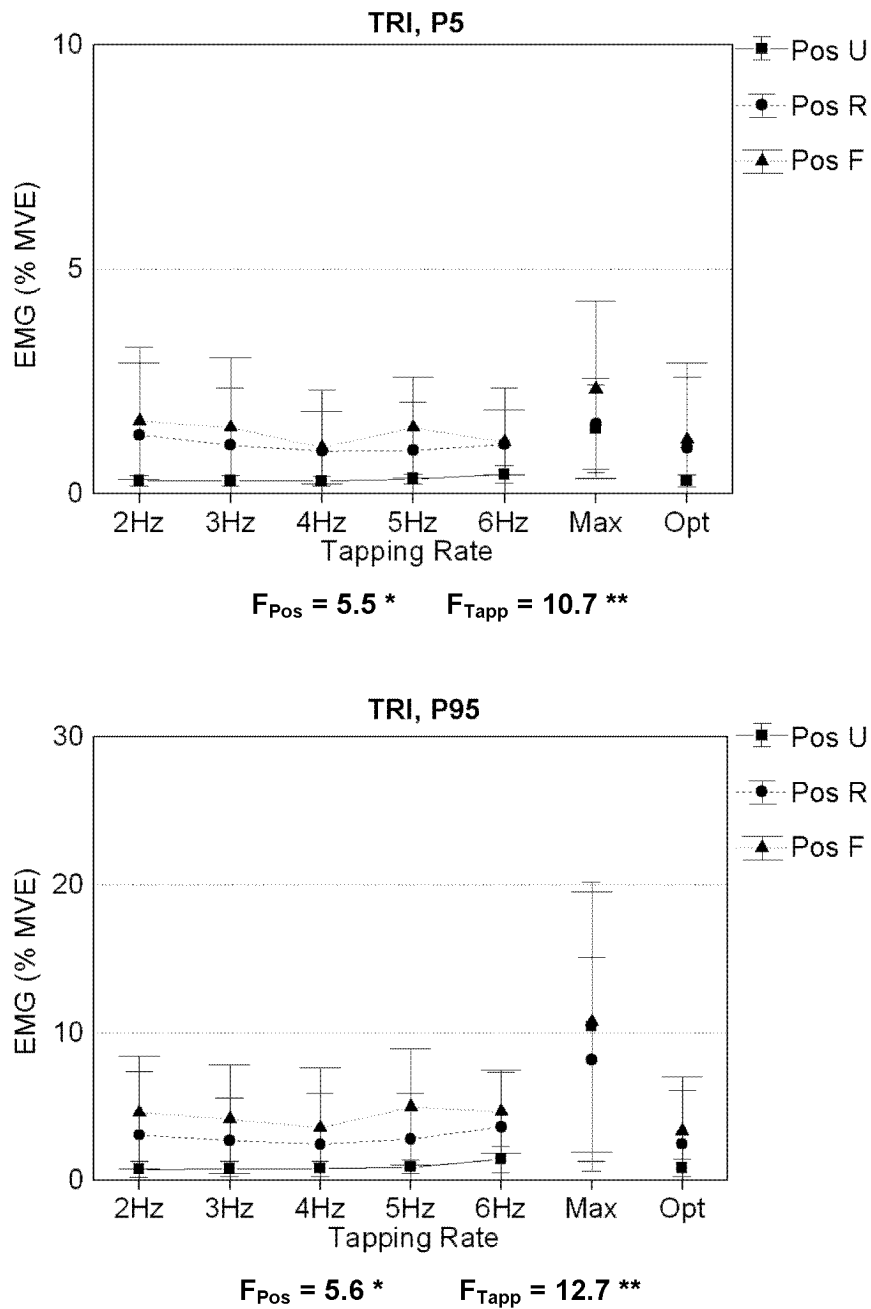 TRI, P5
10
5
0
EMG (% MVE)
2Hz 3Hz 4Hz 5Hz 6Hz Max Opt
Tapping Rate
Pos U
Pos R
Pos F
FPos = 5.5 * FTapp = 10.7 **
TRI, P95
30
20
10
0
EMG (% MVE)
2Hz 3Hz 4Hz 5Hz 6Hz Max Opt
Tapping Rate
Pos U
Pos R
Pos F
FPos = 5.6 * FTapp = 12.7 **